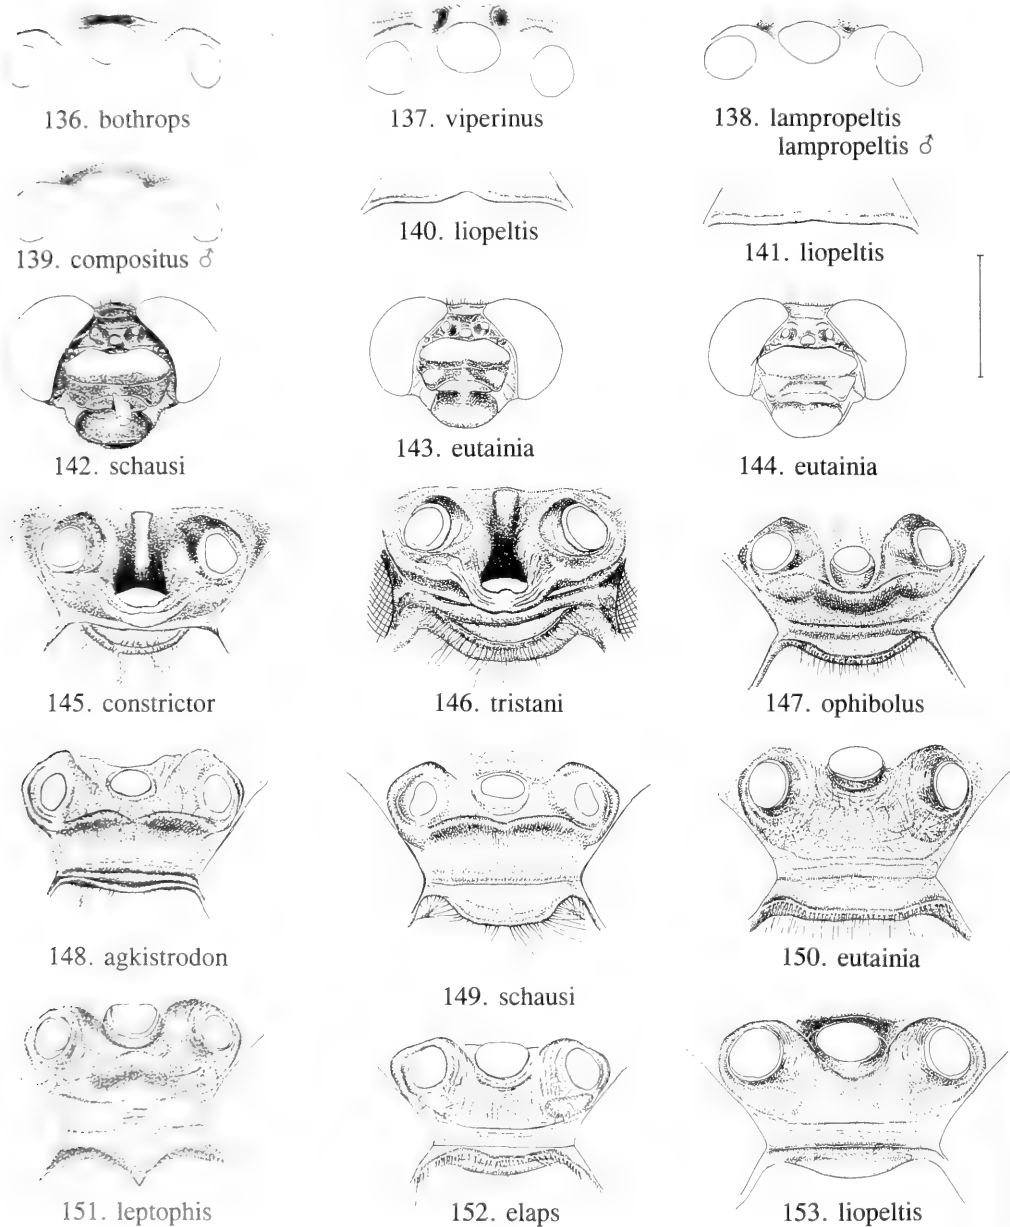 136. bothrops
137. viperinus
138. lampropeltis
lampropeltis ♂
139. compositus ♂
140. liopeltis
141. liopeltis
142. schausi
143. eutainia
144. eutainia
145. constrictor
146. tristani
147. ophibolus
148. agkistrodon
149. schausi
150. eutainia
151. leptophis
152. elaps
153. liopeltis